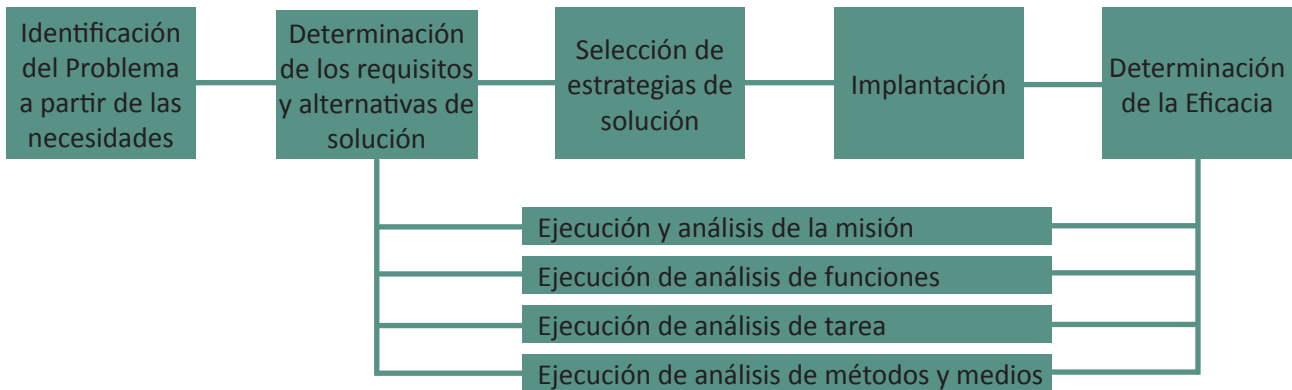 Identificación
del Problema
a partir de las
necesidades
Determinación
de los requisitos
y alternativas de
solución
Selección de
estrategias de
solución
Implantación
Determinación
de la Eficacia
Ejecución y análisis de la misión
Ejecución de análisis de funciones
Ejecución de análisis de tarea
Ejecución de análisis de métodos y medios